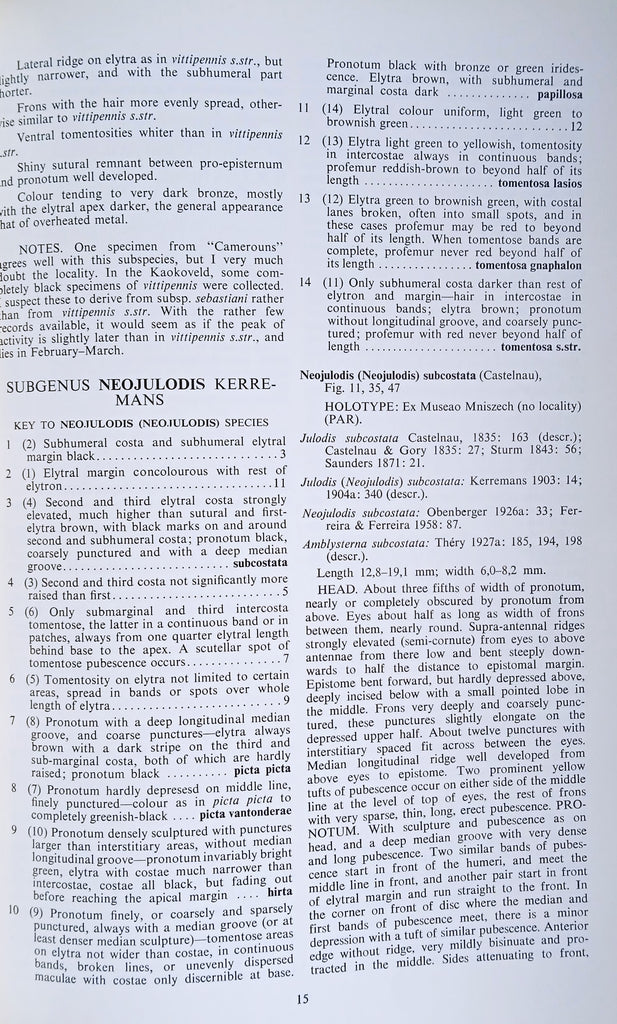 Lateral ridge on elytra as in vittipennis s.str., but
ightly narrower, and with the subhumeral part
horter.
Frons with the hair more evenly spread, other-
ise similar to vittipennis s.str.
Ventral tomentosities whiter than in vittipennis
.str.
Shiny sutural remnant between pro-episternum
nd pronotum well developed.
Colour tending to very dark bronze, mostly
ith the elytral apex darker, the general appearance
hat of overheated metal.
NOTES. One specimen from "Camerouns"
grees well with this subspecies, but I very much
oubt the locality. In the Kaokoveld, some com-
letely black specimens of vittipennis were collected.
suspect these to derive from subsp. sebastiani rather
han from vittipennis s.str. With the rather few
ecords available, it would seem as if the peak of
ctivity is slightly later than in vittipennis s.str., and
ies in February–March.
SUBGENUS NEOJULODIS KERRE-
MANS
KEY TO NEOJULODIS (NEOJULODIS) SPECIES
1 (2) Subhumeral costa and subhumeral elytral
margin black............................3
2 (1) Elytral margin concolourous with rest of
elytron.................................11
3 (4) Second and third elytral costa strongly
elevated, much higher than sutural and first-
elytra brown, with black marks on and around
second and subhumeral costa; pronotum black,
coarsely punctured and with a deep median
groove..........................subcostata
4 (3) Second and third costa not significantly more
raised than first..........................5
5 (6) Only submarginal and third intercosta
tomentose, the latter in a continuous band or in
patches, always from one quarter elytral length
behind base to the apex. A scutellar spot of
tomentose pubescence occurs..............7
6 (5) Tomentosity on elytra not limited to certain
areas, spread in bands or spots over whole
length of elytra..........................9
7 (8) Pronotum with a deep longitudinal median
groove, and coarse punctures—elytra always
brown with a dark stripe on the third and
sub-marginal costa, both of which are hardly
raised; pronotum black .......... picta picta
8 (7) Pronotum hardly depresesd on middle line,
finely punctured—colour as in picta picta to
completely greenish-black .... picta vantonderae
9 (10) Pronotum densely sculptured with punctures
larger than interstitiary areas, without median
longitudinal groove—pronotum invariably bright
green, elytra with costae much narrower than
intercostae, costae all black, but fading out
before reaching the apical margin .... hirta
10 (9) Pronotum finely, or coarsely and sparsely
punctured, always with a median groove (or at
least denser median sculpture)—tomentose areas
on elytra not wider than costae, in continuous
bands, broken lines, or unevenly dispersed
maculae with costae only discernible at base.
Pronotum black with bronze or green irides-
cence. Elytra brown, with subhumeral and
marginal costa dark .............. papillosa
11 (14) Elytral colour uniform, light green to
brownish green..........................12
12 (13) Elytra light green to yellowish, tomentosity
in intercostae always in continuous bands;
profemur reddish-brown to beyond half of its
length ...................... tomentosa lasios
13 (12) Elytra green to brownish green, with costal
lanes broken, often into small spots, and in
these cases profemur may be red to beyond
half of its length. When tomentose bands are
complete, profemur never red beyond half of
its length ................ tomentosa gnaphalon
14 (11) Only subhumeral costa darker than rest of
elytron and margin—hair in intercostae in
continuous bands; elytra brown; pronotum
without longitudinal groove, and coarsely punc-
tured; profemur with red never beyond half of
length ...................... tomentosa s.str.
Neojulodis (Neojulodis) subcostata (Castelnau),
Fig. 11, 35, 47
HOLOTYPE: Ex Museao Mniszech (no locality)
(PAR).
Julodis subcostata Castelnau, 1835: 163 (descr.);
Castelnau & Gory 1835: 27; Sturm 1843: 56;
Saunders 1871: 21.
Julodis (Neojulodis) subcostata: Kerremans 1903: 14;
1904a: 340 (descr.).
Neojulodis subcostata: Obenberger 1926a: 33; Fer-
reira & Ferreira 1958: 87.
Amblysterna subcostata: Théry 1927a: 185, 194, 198
(descr.).
Length 12,8–19,1 mm; width 6,0–8,2 mm.
HEAD. About three fifths of width of pronotum,
nearly or completely obscured by pronotum from
above. Eyes about half as long as width of frons
between them, nearly round. Supra-antennal ridges
strongly elevated (semi-cornute) from eyes to above
antennae from there low and bent steeply down-
wards to half the distance to epistomal margin.
Epistome bent forward, but hardly depressed above,
deeply incised below with a small pointed lobe in
the middle. Frons very deeply and coarsely punc-
tured, these punctures slightly elongate on the
depressed upper half. About twelve punctures with
interstitiary spaced fit across between the eyes.
Median longitudinal ridge well developed from
above eyes to epistome. Two prominent yellow
tufts of pubescence occur on either side of the middle
line at the level of top of eyes, the rest of frons
with very sparse, thin, long, erect pubescence. PRO-
NOTUM. With sculpture and pubescence as on
head, and a deep median groove with very dense
and long pubescence. Two similar bands of pubes-
cence start in front of the humeri, and meet the
middle line in front, and another pair start in front
of elytral margin and run straight to the front. In
the corner on front of disc where the median and
first bands of pubescence meet, there is a minor
depression with a tuft of similar pubescence. Anterior
edge without ridge, very mildly bisinuate and pro-
tracted in the middle. Sides attenuating to front,
15